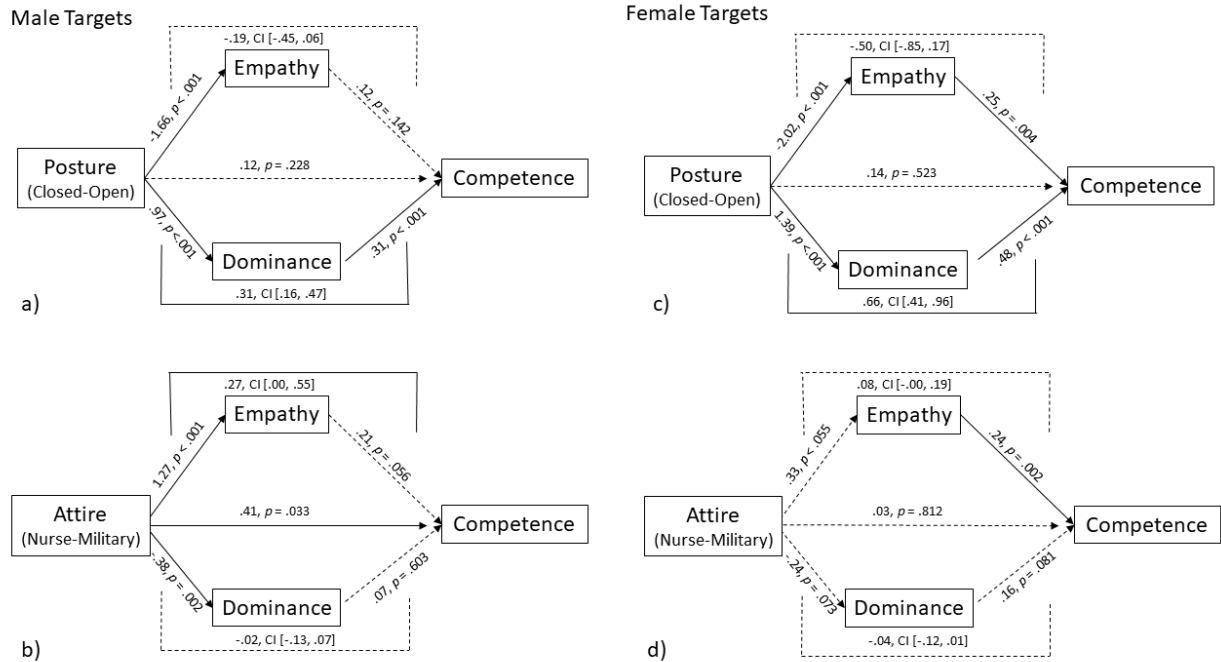 Male Targets
-.19, CI [-.45, .06]
Empathy
-1.66, p < .001
.12, p = .142
Posture
(Closed-Open)
.12, p = .228
Competence
.97, p <.001
.31, p < .001
Dominance
.31, CI [.16, .47]
a)
Female Targets
-.50, CI [-.85, .17]
Empathy
-2.02, p < .001
.25, p = .004
Posture
(Closed-Open)
.14, p = .523
Competence
1.39, p <.001
.48, p < .001
Dominance
.66, CI [.41, .96]
c)
.27, CI [.00, .55]
Empathy
1.27, p < .001
.21, p = .056
Attire
(Nurse-Military)
.41, p = .033
Competence
-.38, p = .002
.07, p = .603
Dominance
-.02, CI [-.13, .07]
b)
.08, CI [-.00, .19]
Empathy
.33, p < .055
.24, p = .002
Attire
(Nurse-Military)
.03, p = .812
Competence
-.24, p = .073
.16, p = .081
Dominance
-.04, CI [-.12, .01]
d)